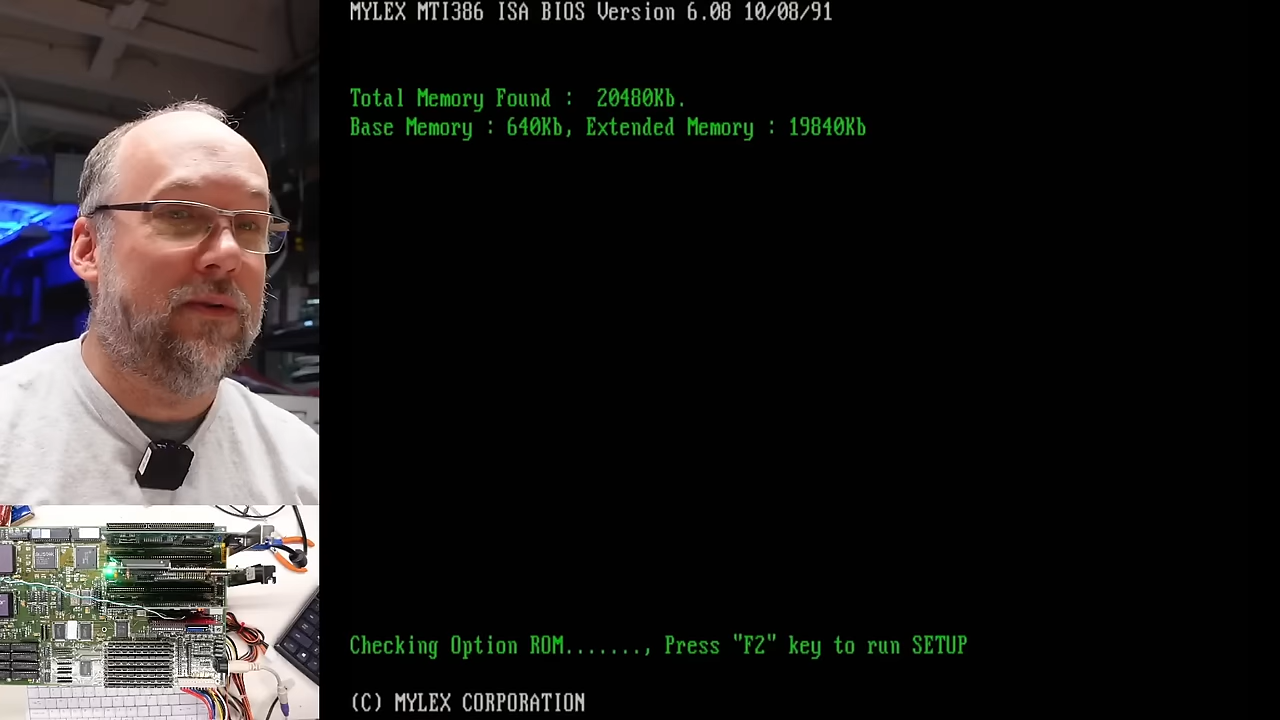 MYLEX MTI386 ISA BIOS Version 6.08 10/08/91
Total Memory Found :  20480Kb.
Base Memory : 640Kb, Extended Memory : 19840Kb
Checking Option ROM......., Press "F2" key to run SETUP
(C) MYLEX CORPORATION